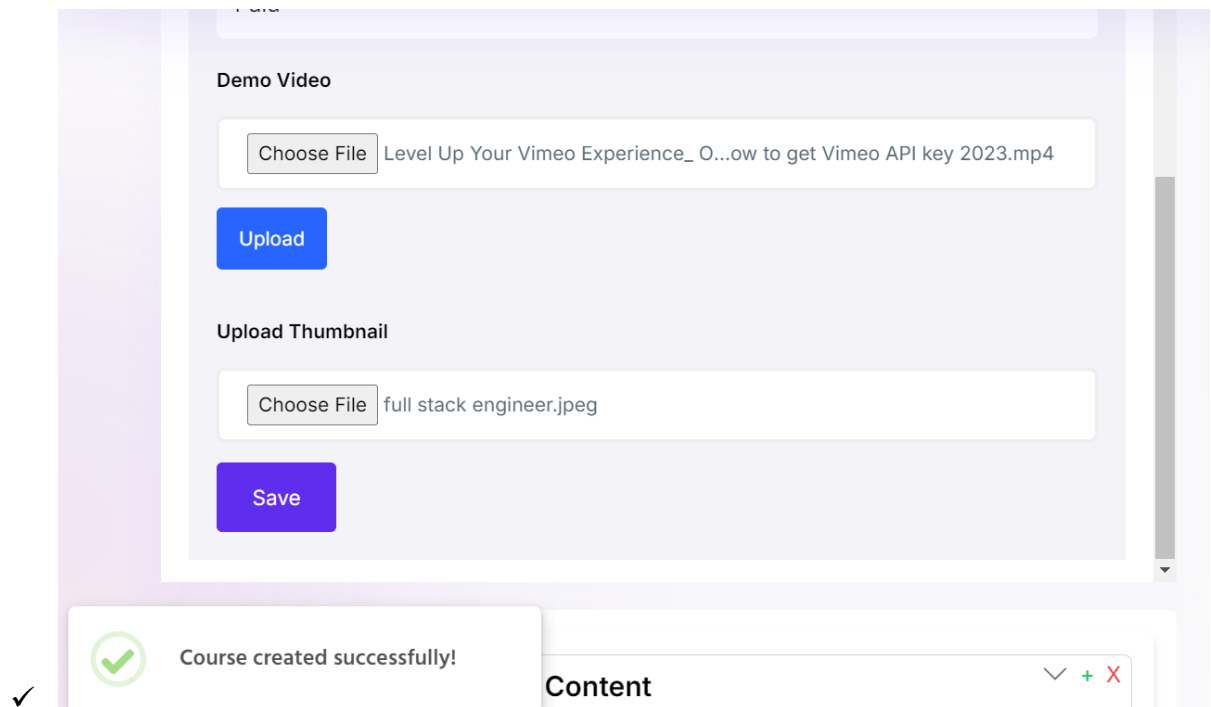 Demo Video
Choose File Level Up Your Vimeo Experience_ O...ow to get Vimeo API key 2023.mp4
Upload
Upload Thumbnail
Choose File full stack engineer.jpeg
Save
Course created successfully!
Content
+ X